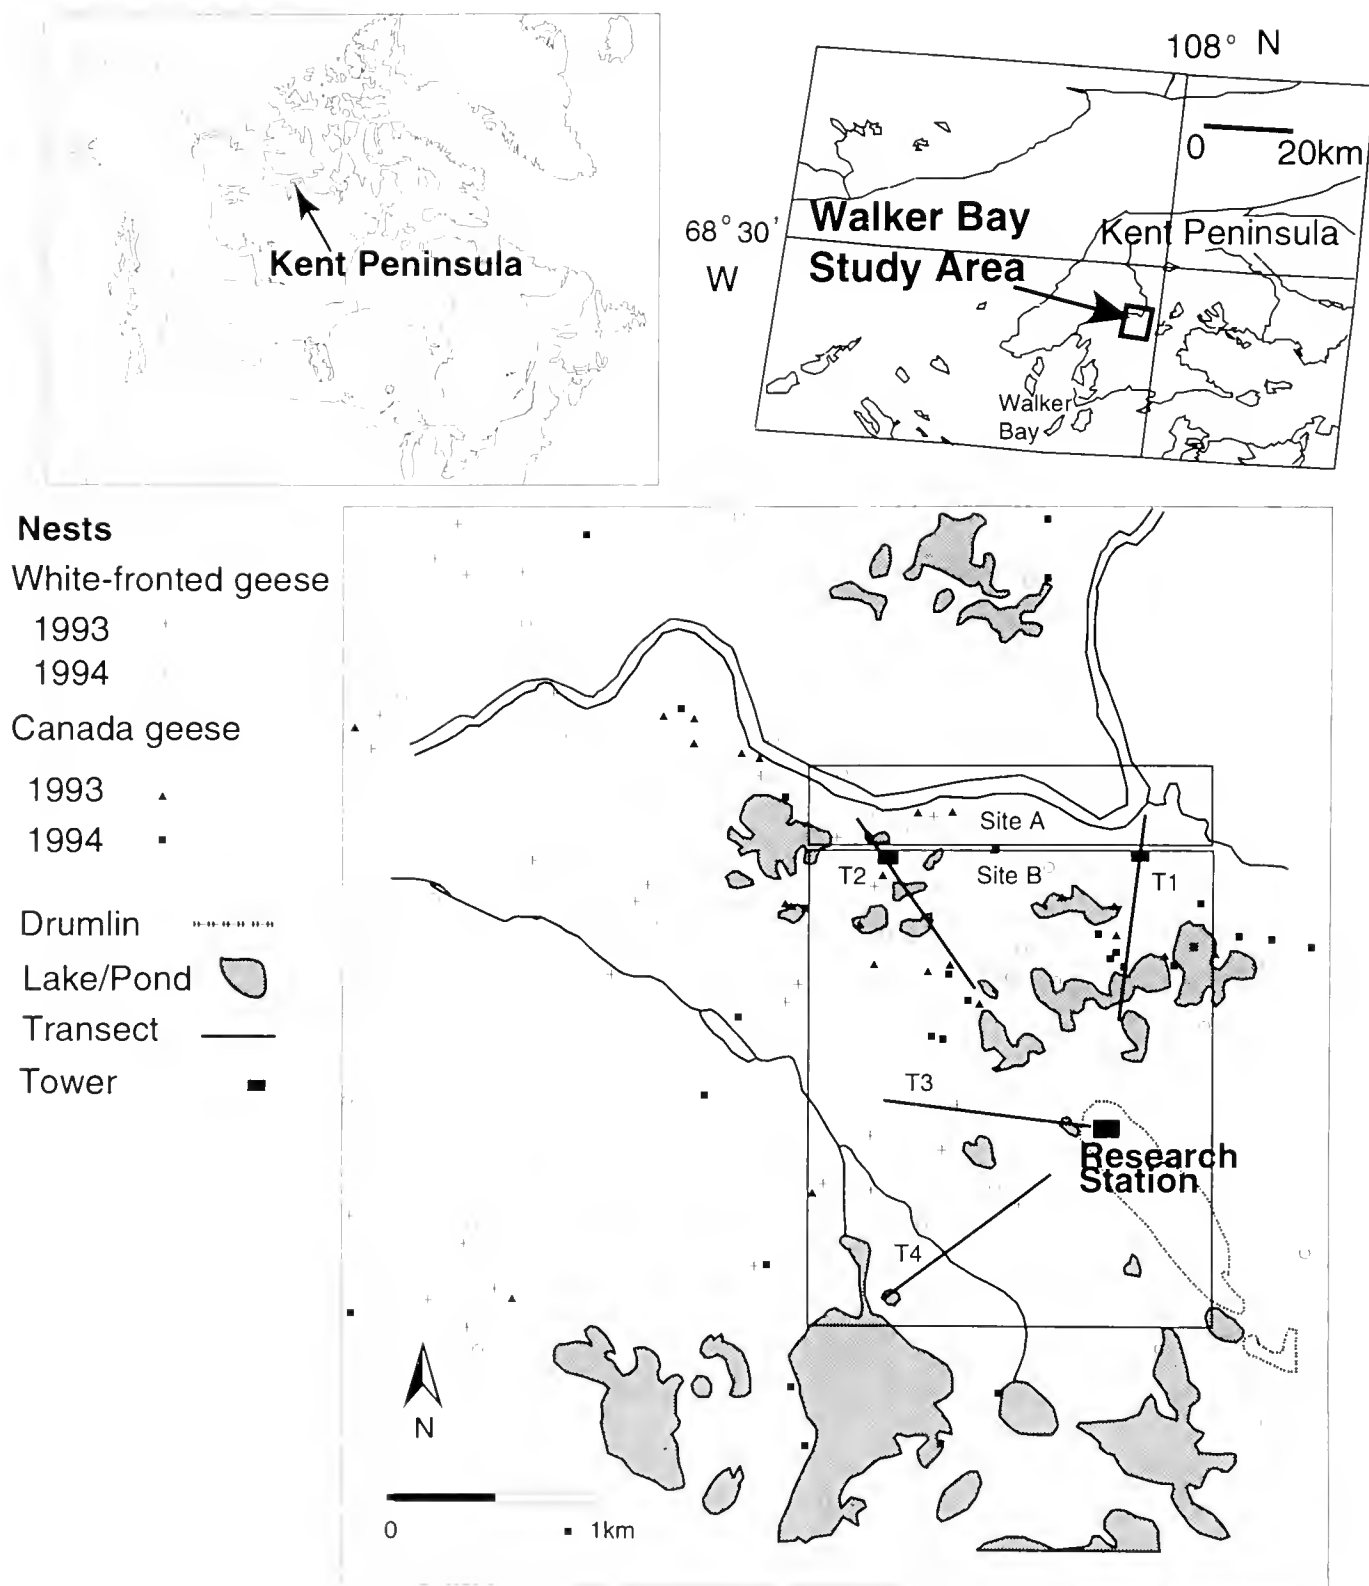 Kent Peninsula
108° N
0 20km
68°30'
W
Walker Bay
Study Area
Kent Peninsula
Walker
Bay
Nests
White-fronted geese
1993
1994
Canada geese
1993
1994
Drumlin
Lake/Pond
Transect
Tower
Site A
Site B
T2
T1
T3
Research
Station
T4
N
0 1km